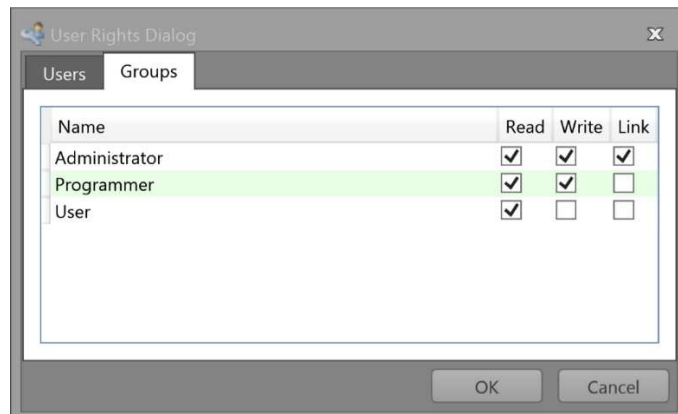 User Rights Dialog
Users Groups
Name Read Write Link
Administrator
Programmer
User
OK Cancel